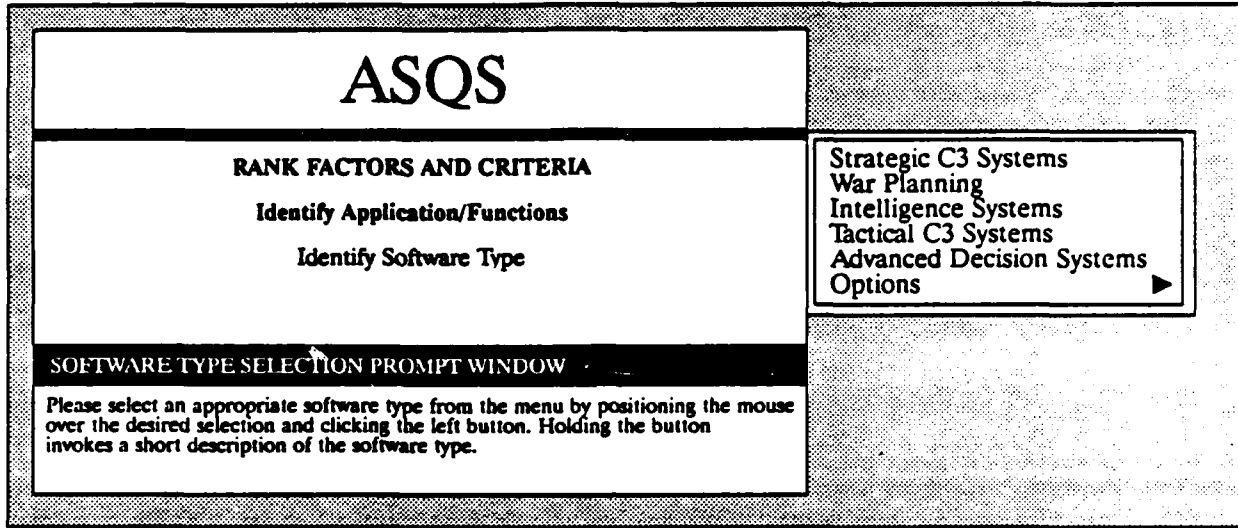 ASQS
RANK FACTORS AND CRITERIA
Identify Application/Functions
Identify Software Type
Strategic C3 Systems
War Planning
Intelligence Systems
Tactical C3 Systems
Advanced Decision Systems
Options
SOFTWARE TYPE SELECTION PROMPT WINDOW
Please select an appropriate software type from the menu by positioning the mouse
over the desired selection and clicking the left button. Holding the button
invokes a short description of the software type.